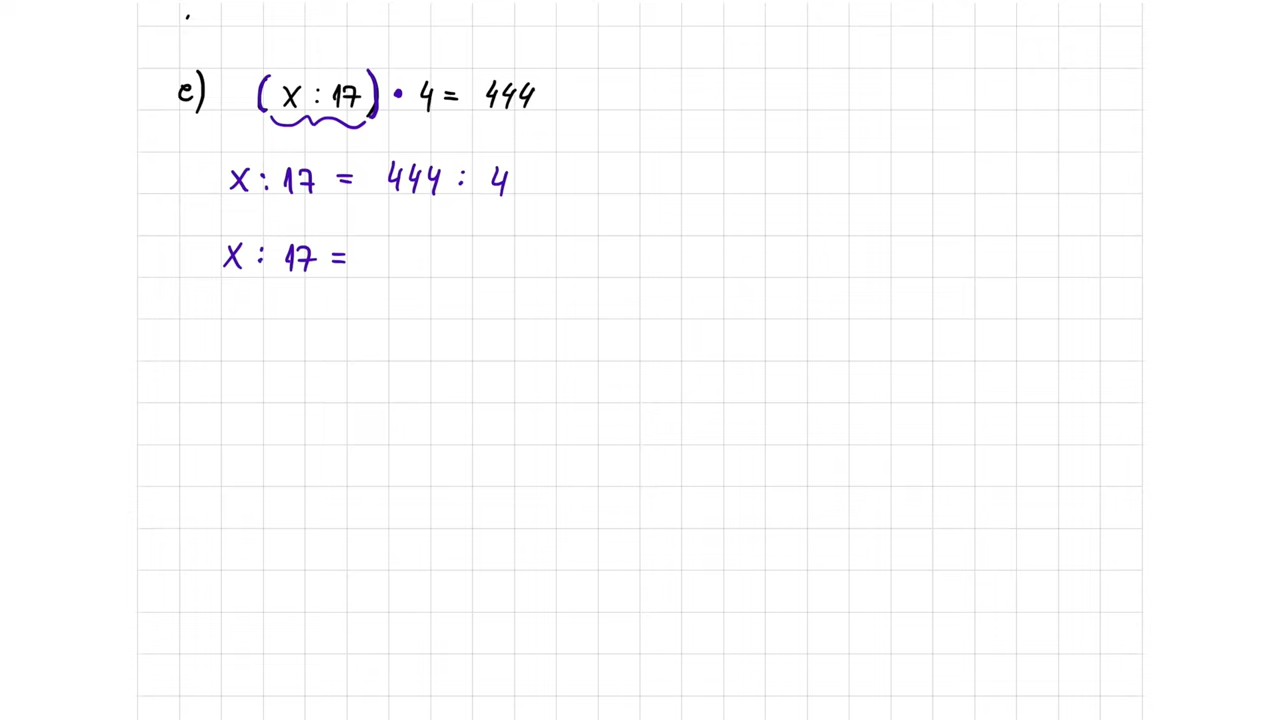 e) (x : 17) • 4 = 444
x : 17 = 444 : 4
x : 17 =